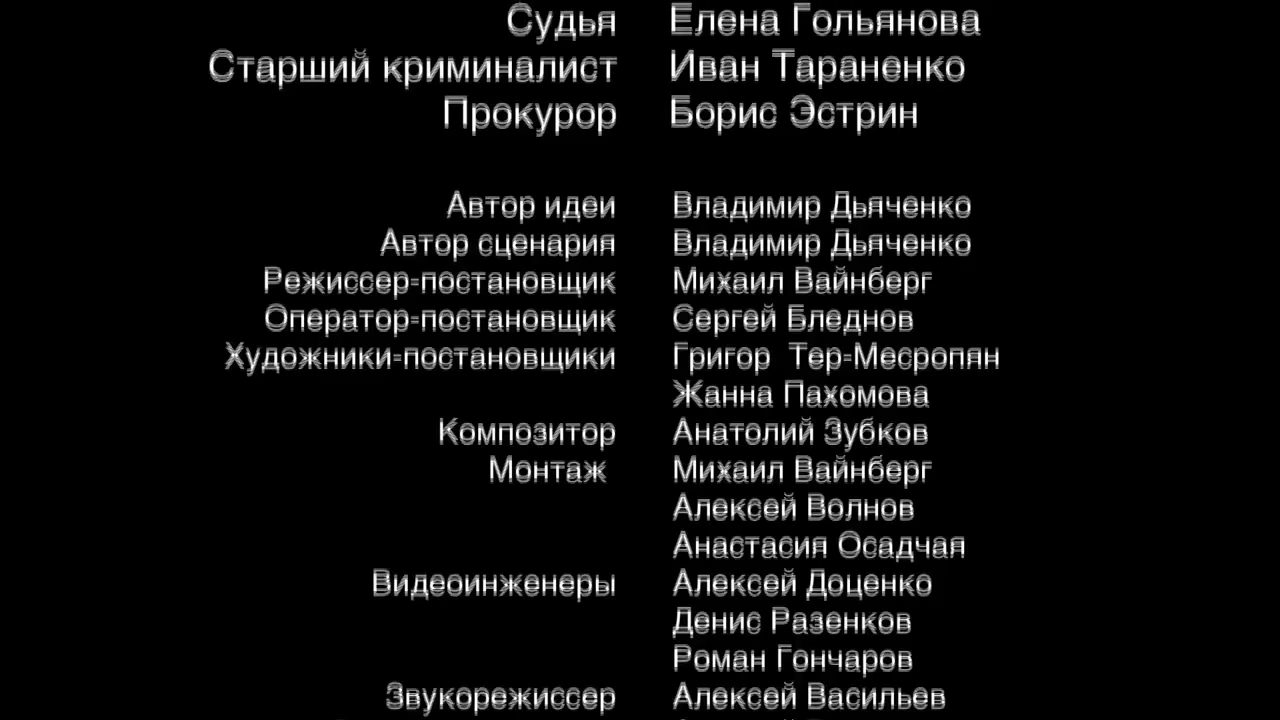 Судья Елена Гольянова
Старший криминалист Иван Тараненко
Прокурор Борис Эстрин
Автор идеи Владимир Дьяченко
Автор сценария Владимир Дьяченко
Режиссер-постановщик Михаил Вайнберг
Оператор-постановщик Сергей Бледнов
Художники-постановщики Григор Тер-Месропян
Жанна Пахомова
Композитор Анатолий Зубков
Монтаж Михаил Вайнберг
Алексей Волнов
Анастасия Осадчая
Видеоинженеры Алексей Доценко
Денис Разенков
Роман Гончаров
Звукорежиссер Алексей Васильев